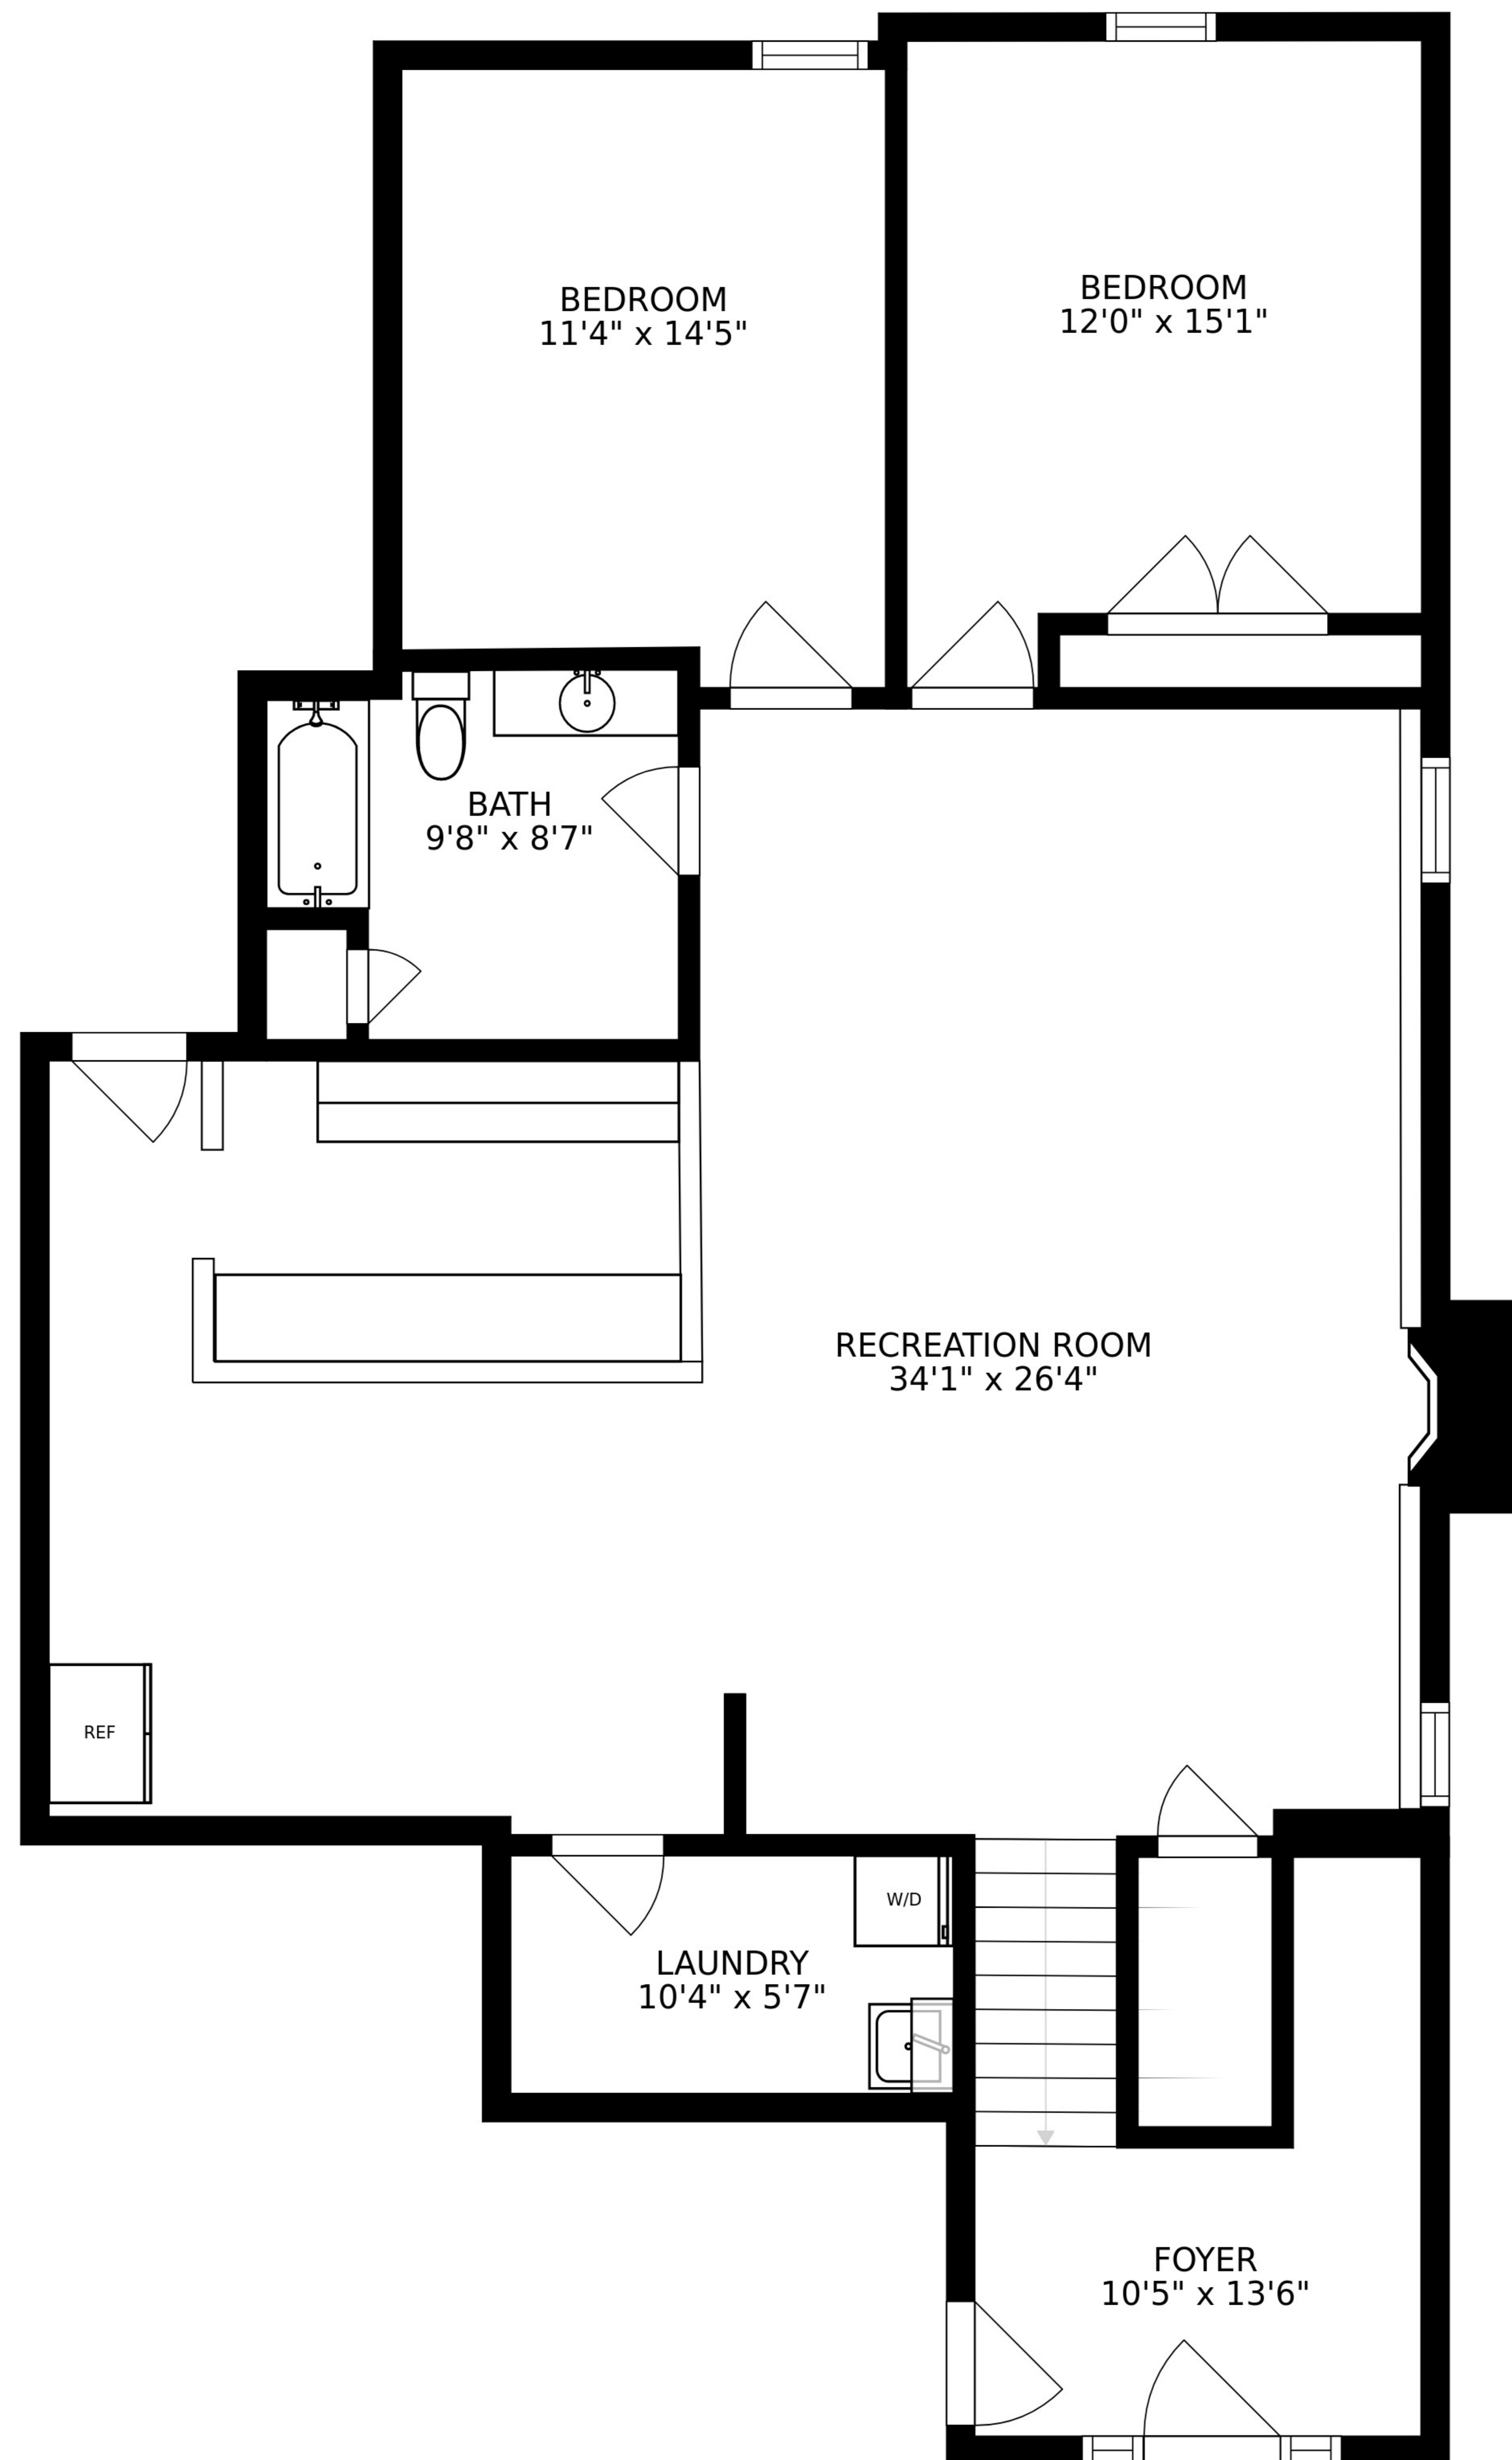 BEDROOM
11'4" x 14'5"
BEDROOM
12'0" x 15'1"
BATH
9'8" x 8'7"
RECREATION ROOM
34'1" x 26'4"
REF
W/D
LAUNDRY
10'4" x 5'7"
FOYER
10'5" x 13'6"